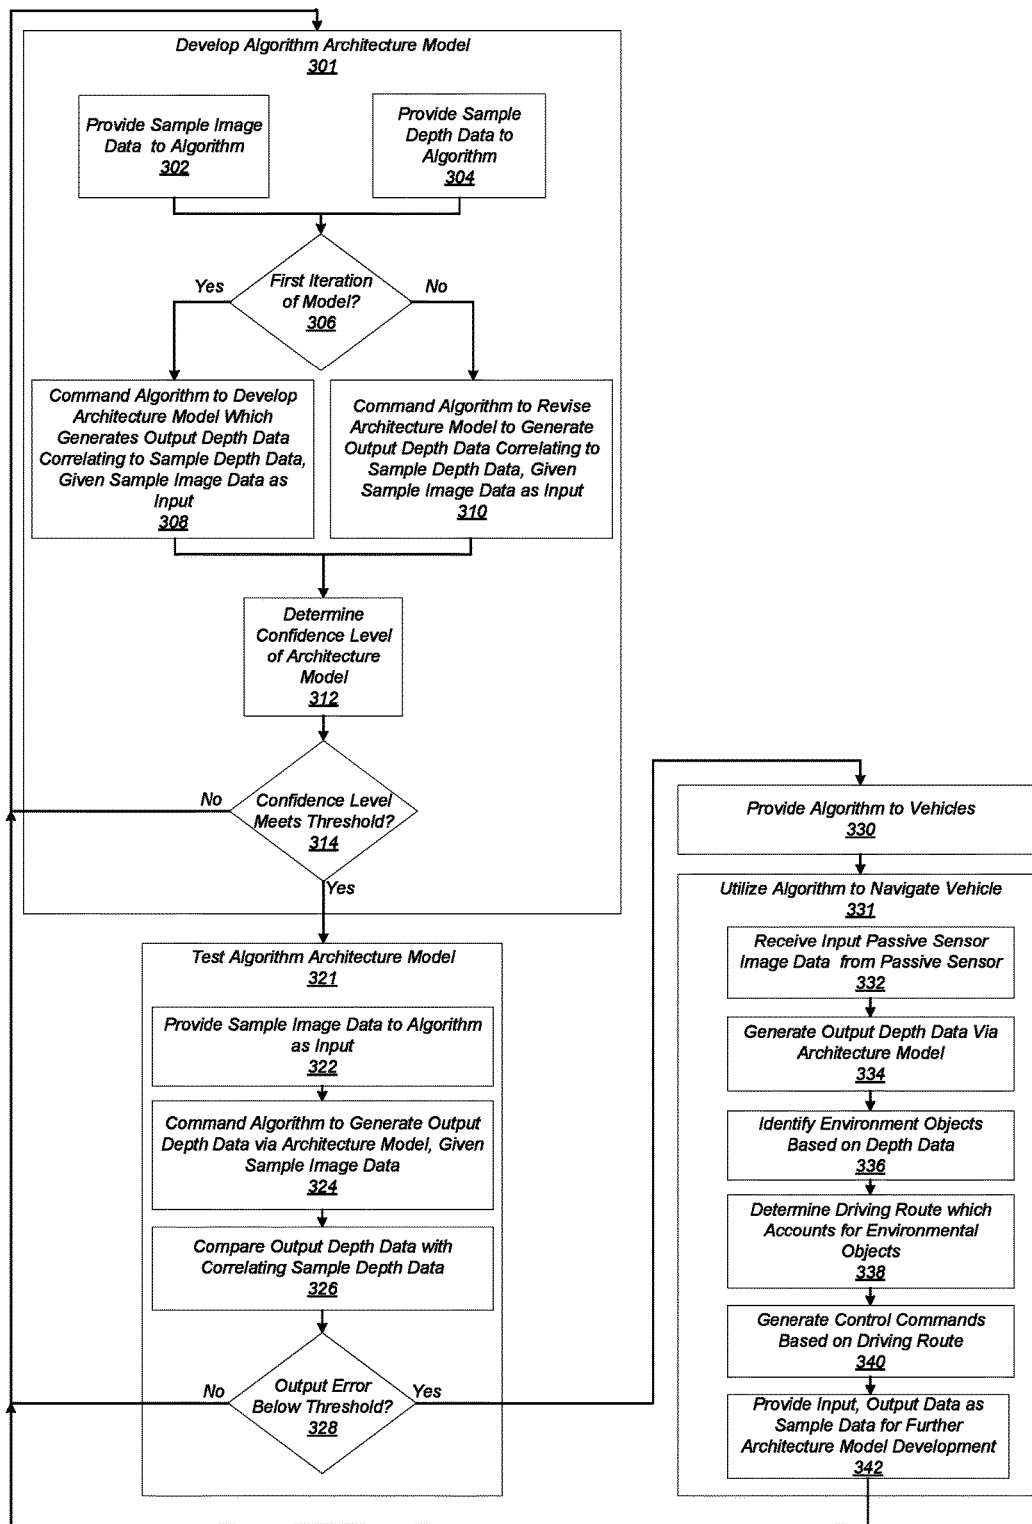 Develop Algorithm Architecture Model
301
Provide Sample Image
Data to Algorithm
302
Provide Sample
Depth Data to
Algorithm
304
First Iteration
of Model?
306
Yes
No
Command Algorithm to Develop
Architecture Model Which
Generates Output Depth Data
Correlating to Sample Depth Data,
Given Sample Image Data as
Input
308
Command Algorithm to Revise
Architecture Model to Generate
Output Depth Data Correlating to
Sample Depth Data, Given
Sample Image Data as Input
310
Determine
Confidence Level
of Architecture
Model
312
Confidence Level
Meets Threshold?
314
No
Yes
Test Algorithm Architecture Model
321
Provide Sample Image Data to Algorithm
as Input
322
Command Algorithm to Generate Output
Depth Data via Architecture Model, Given
Sample Image Data
324
Compare Output Depth Data with
Correlating Sample Depth Data
326
Output Error
Below Threshold?
328
No
Yes
Provide Algorithm to Vehicles
330
Utilize Algorithm to Navigate Vehicle
331
Receive Input Passive Sensor
Image Data from Passive Sensor
332
Generate Output Depth Data Via
Architecture Model
334
Identify Environment Objects
Based on Depth Data
336
Determine Driving Route which
Accounts for Environmental
Objects
338
Generate Control Commands
Based on Driving Route
340
Provide Input, Output Data as
Sample Data for Further
Architecture Model Development
342